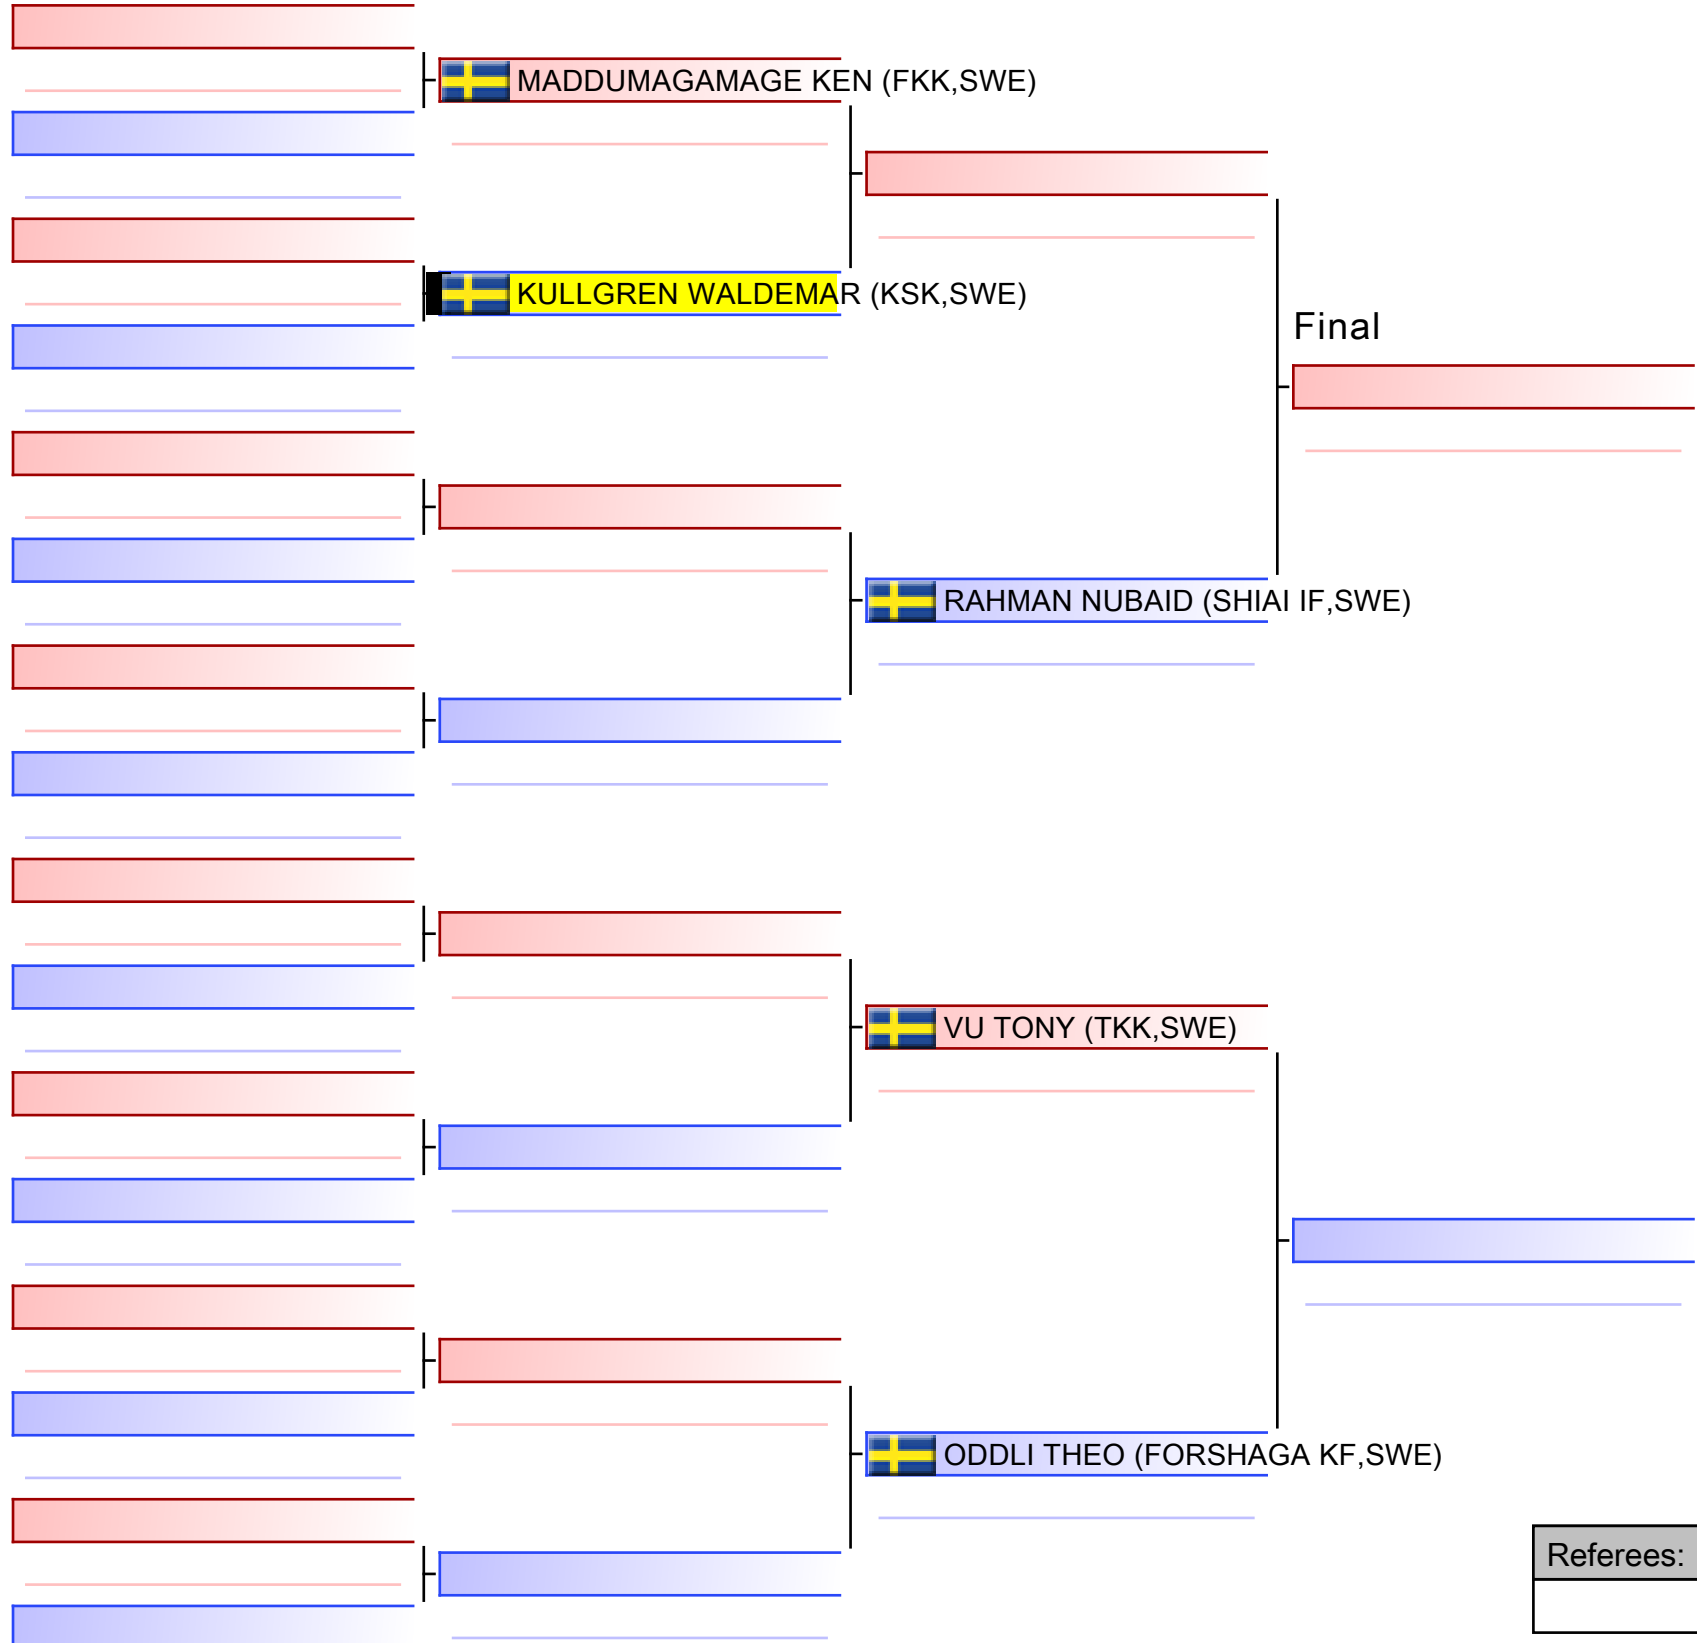 MADDUMAGAMAGE KEN (FKK,SWE)
KULLGREN WALDEMAR (KSK,SWE)
Final
RAHMAN NUBAID (SHIAI IF,SWE)
VU TONY (TKK,SWE)
ODDLI THEO (FORSHAGA KF,SWE)
Referees: